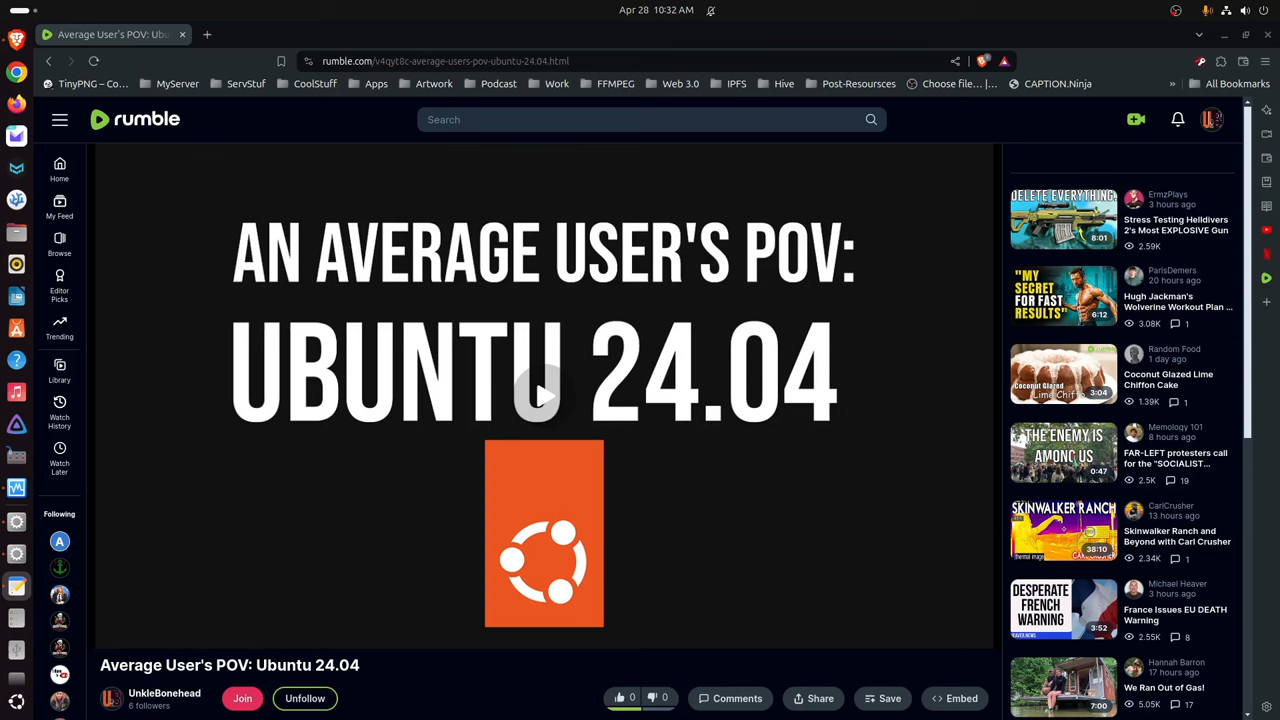 Apr 28 10:32 AM
Average User's POV: Ubu
rumble.com/v4qyt8c-average-users-pov-ubuntu-24.04.html
TinyPNG – Co… MyServer ServStuf CoolStuff Apps Artwork Podcast Work FFMPEG Web 3.0 IPFS Hive Post-Resources Choose file… |… CAPTION.Ninja » All Bookmarks
rumble
Search
Home
My Feed
Browse
Editor
Picks
Trending
Library
Watch
History
Watch
Later
Following
A
AN AVERAGE USER'S POV:
UBUNTU 24.04
Average User's POV: Ubuntu 24.04
UnkleBonehead
6 followers
Join
Unfollow
0 0
Comments
Share
Save
<> Embed
DELETE EVERYTHING.
8:01
ErmzPlays
3 hours ago
Stress Testing Helldivers
2's Most EXPLOSIVE Gun
2.59K
"MY
SECRET
FOR FAST
RESULTS"
6:12
ParisDemers
20 hours ago
Hugh Jackman's
Wolverine Workout Plan ...
3.08K 1
rumble
Coconut Glazed
Lime Chiffon
3:04
Random Food
1 day ago
Coconut Glazed Lime
Chiffon Cake
1.39K 1
THE ENEMY IS
AMONG US
0:47
Memology 101
8 hours ago
FAR-LEFT protesters call
for the "SOCIALIST...
2.5K 19
SKINWALKER RANCH
thermal image
38:10
CarlCrusher
13 hours ago
Skinwalker Ranch and
Beyond with Carl Crusher
2.34K 1
DESPERATE
FRENCH
WARNING
3:52
Michael Heaver
3 hours ago
France Issues EU DEATH
Warning
2.55K 8
7:00
Hannah Barron
17 hours ago
We Ran Out of Gas!
5.05K 17